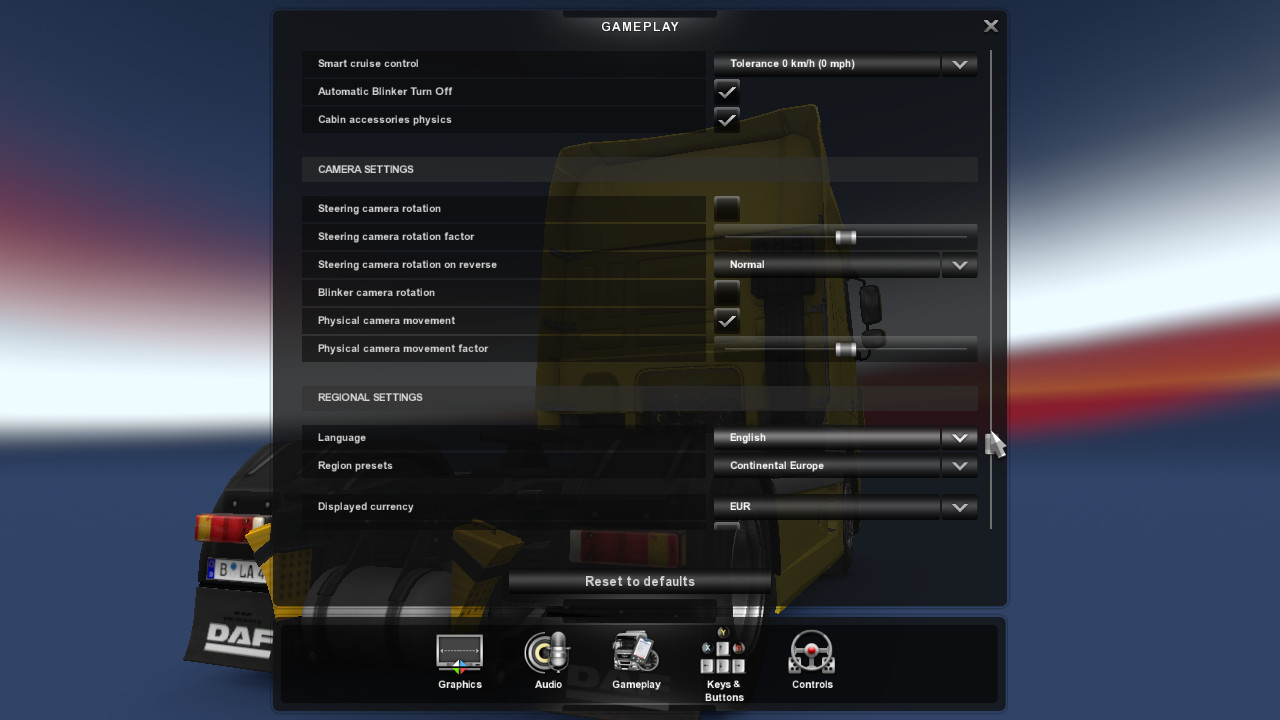 GAMEPLAY
Smart cruise control
Tolerance 0 km/h (0 mph)
Automatic Blinker Turn Off
Cabin accessories physics
CAMERA SETTINGS
Steering camera rotation
Steering camera rotation factor
Steering camera rotation on reverse
Normal
Blinker camera rotation
Physical camera movement
Physical camera movement factor
REGIONAL SETTINGS
Language
English
Region presets
Continental Europe
Displayed currency
EUR
B LA 4
DAF
Reset to defaults
Graphics
Audio
Gameplay
Y
X
Keys &
Buttons
Controls